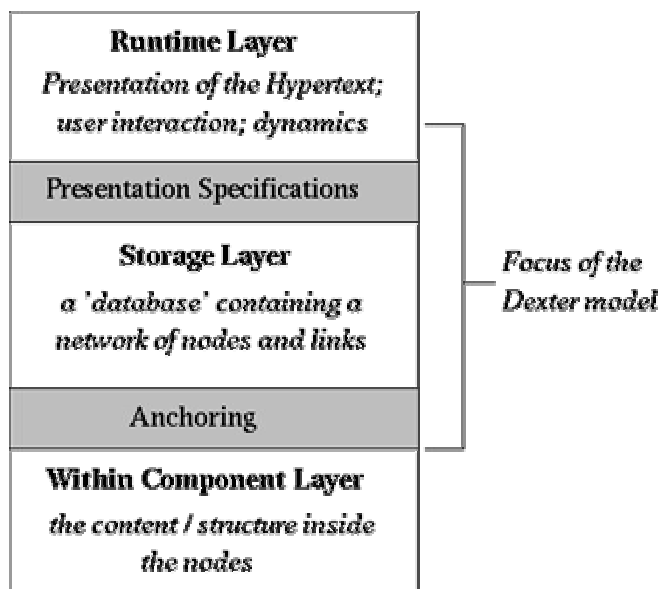 Runtime Layer
Presentation of the Hypertext;
user interaction; dynamics
Presentation Specifications
Storage Layer
a 'database' containing a
network of nodes and links
Focus of the
Dexter model
Anchoring
Within Component Layer
the content / structure inside
the nodes